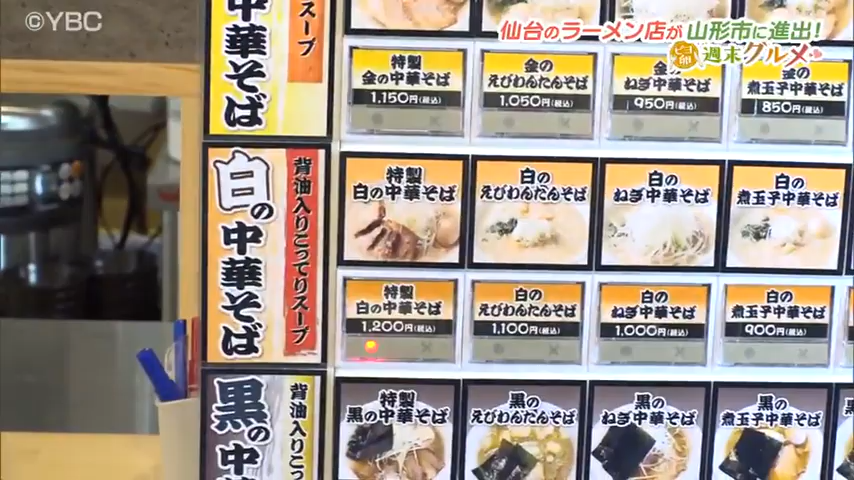 ©YBC
仙台のラーメン店が山形市に進出!
ピヨ卵 週末グルメ
中華そば
スープ
特製
金の中華そば
1,150円(税込)
金の
えびわんたん中華そば
1,050円(税込)
金の
ねぎ中華そば
950円(税込)
金の
煮玉子中華そば
850円(税込)
白の中華そば
背油入りこってりスープ
特製
白の中華そば
白の
えびわんたん中華そば
白の
ねぎ中華そば
白の
煮玉子中華そば
特製
白の中華そば
1,200円(税込)
白の
えびわんたん中華そば
1,100円(税込)
白の
ねぎ中華そば
1,000円(税込)
白の
煮玉子中華そば
900円(税込)
黒の中
背油入りこ
特製
黒の中華そば
黒の
えびわんたん中華そば
黒の
ねぎ中華そば
黒の
煮玉子中華そば